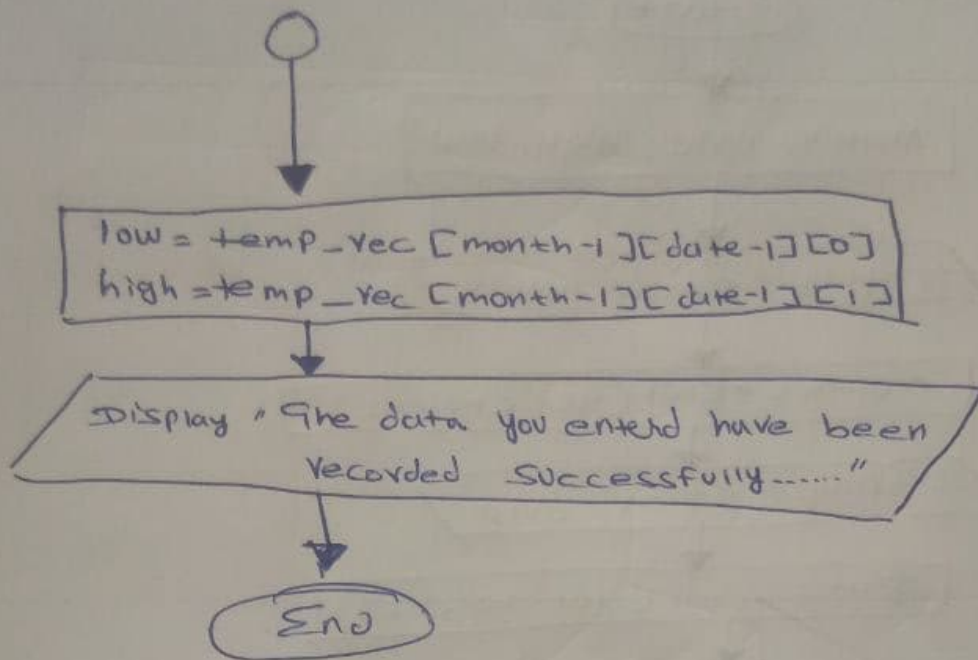 low = temp_rec [month-1][date-1][0]
high = temp_rec [month-1][date-1][1]
Display "The data you enterd have been
recorded successfully......"
End